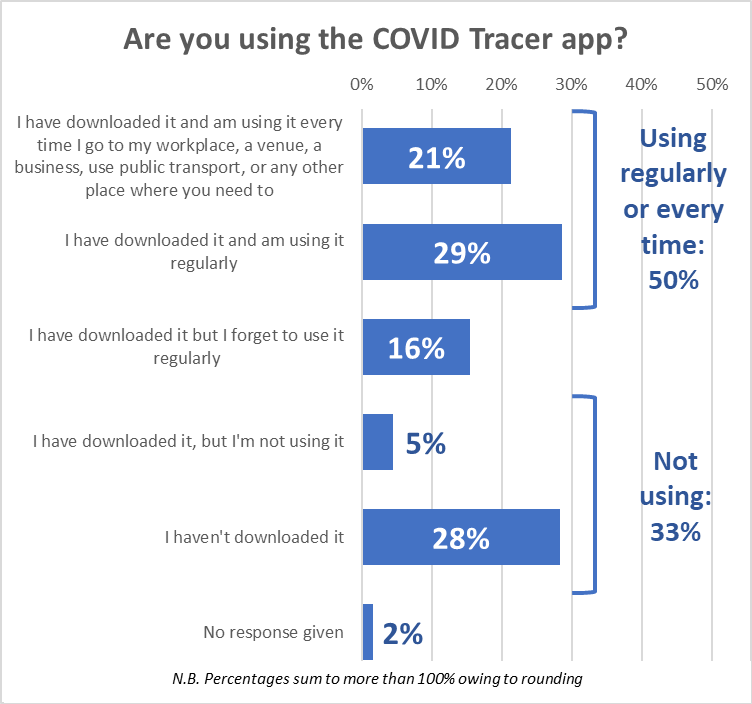 Are you using the COVID Tracer app?
0% 10% 20% 30% 40% 50%
I have downloaded it and am using it every
time I go to my workplace, a venue, a
business, use public transport, or any other
place where you need to
21%
I have downloaded it and am using it
regularly
29%
Using
regularly
or every
time:
50%
I have downloaded it but I forget to use it
regularly
16%
I have downloaded it, but I'm not using it
5%
I haven't downloaded it
28%
Not
using:
33%
No response given
2%
N.B. Percentages sum to more than 100% owing to rounding